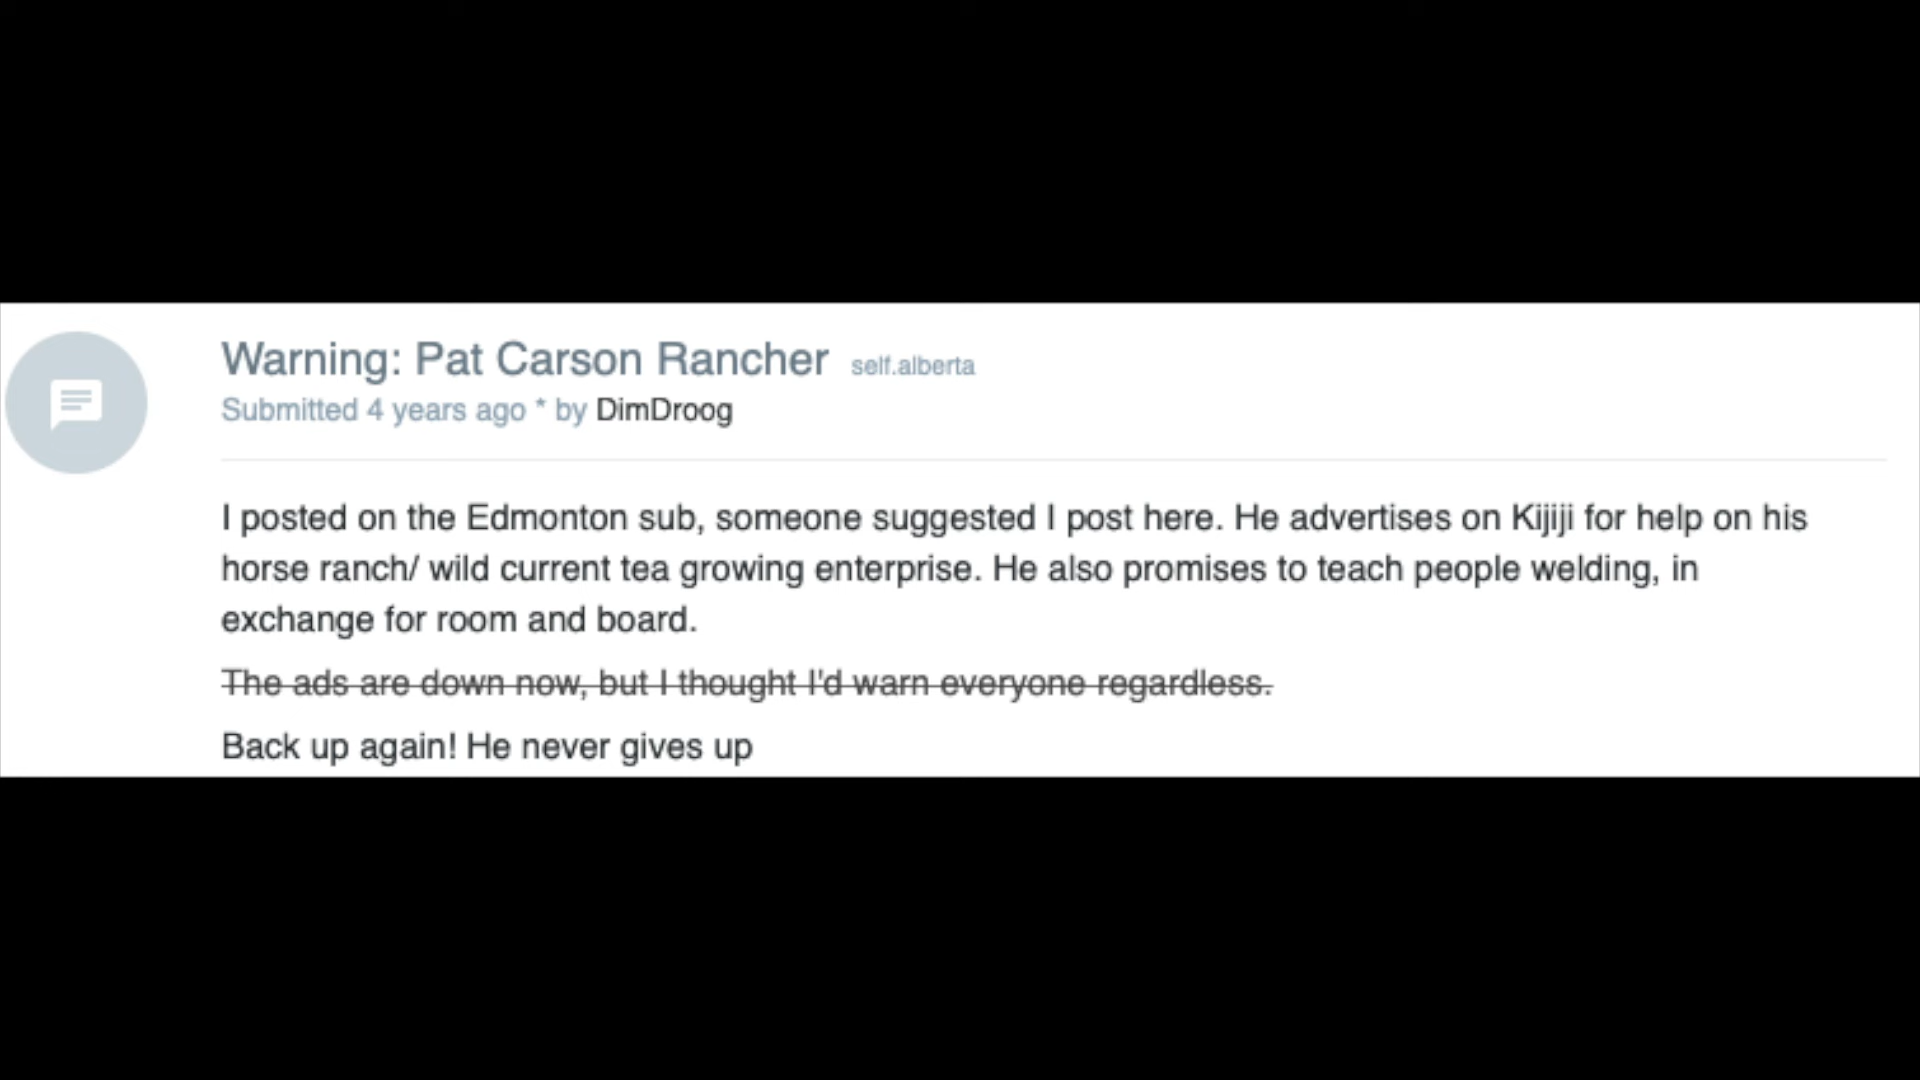 Warning: Pat Carson Rancher self.alberta
Submitted 4 years ago * by DimDroog
I posted on the Edmonton sub, someone suggested I post here. He advertises on Kijiji for help on his
horse ranch/ wild current tea growing enterprise. He also promises to teach people welding, in
exchange for room and board.
The ads are down now, but I thought I'd warn everyone regardless.
Back up again! He never gives up